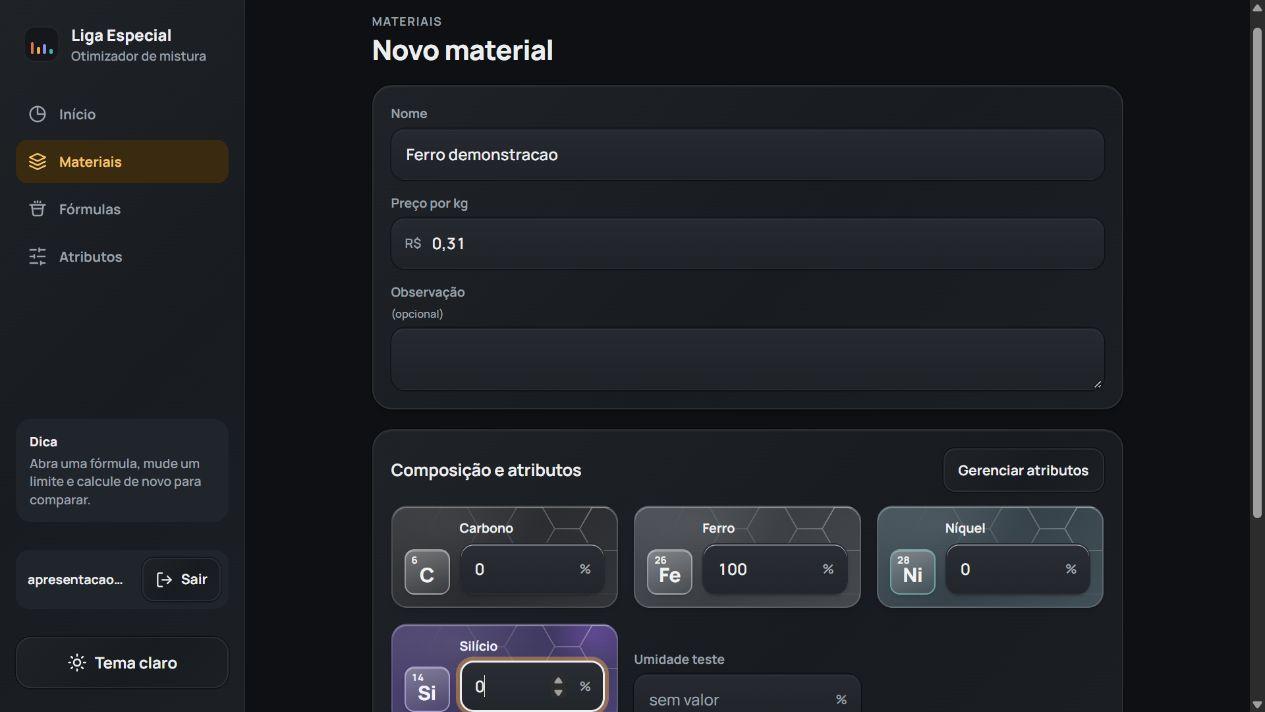 Liga Especial
Otimizador de mistura
Início
Materiais
Fórmulas
Atributos
Dica
Abra uma fórmula, mude um
limite e calcule de novo para
comparar.
apresentacao...
Sair
Tema claro
MATERIAIS
Novo material
Nome
Ferro demonstracao
Preço por kg
R$ 0,31
Observação
(opcional)
Composição e atributos
Gerenciar atributos
Carbono
6
C
0 %
Ferro
26
Fe
100 %
Níquel
28
Ni
0 %
Silício
14
Si
0 %
Umidade teste
sem valor %